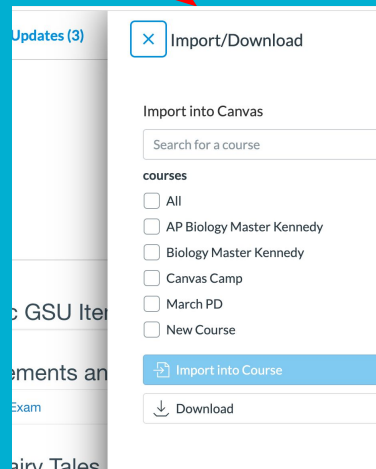 Updates (3)
Import/Download
Import into Canvas
Search for a course
courses
All
AP Biology Master Kennedy
Biology Master Kennedy
Canvas Camp
March PD
New Course
Import into Course
Download
c GSU
ements an
Exam
airy Tales